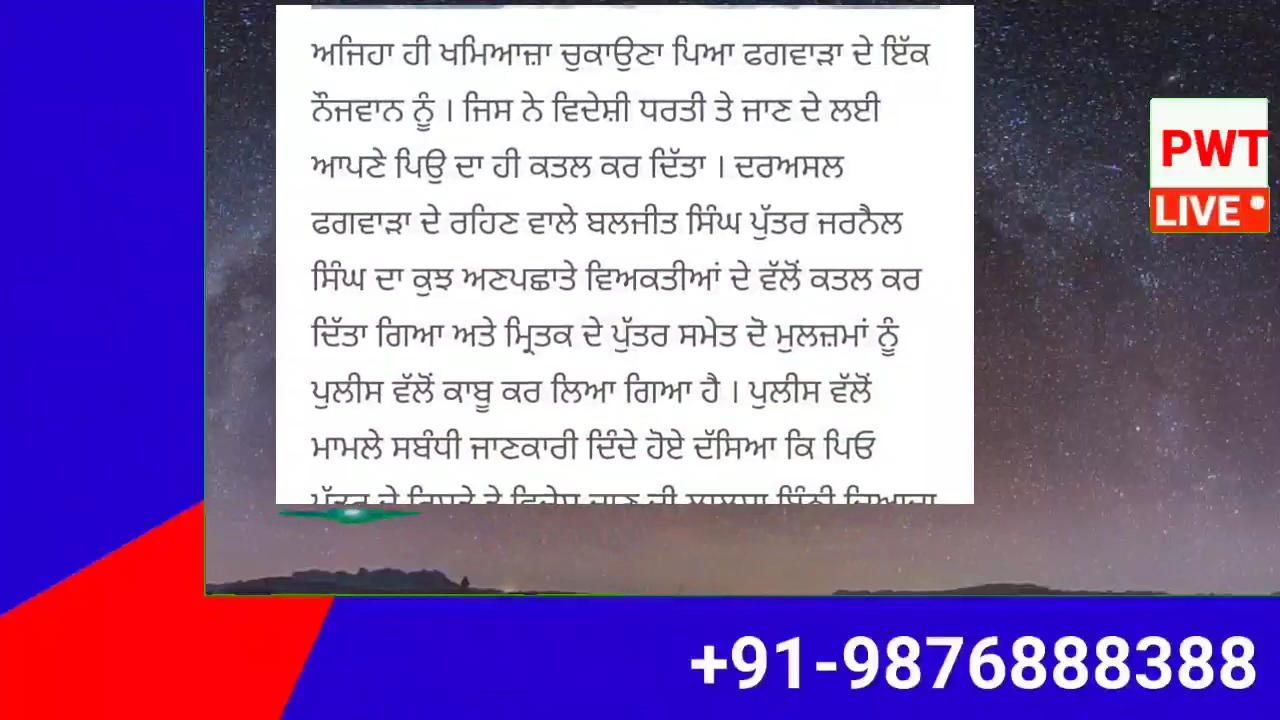 ਅਜਿਹਾ ਹੀ ਖਮਿਆਜ਼ਾ ਚੁਕਾਉਣਾ ਪਿਆ ਫਗਵਾੜਾ ਦੇ ਇੱਕ
ਨੌਜਵਾਨ ਨੂੰ । ਜਿਸ ਨੇ ਵਿਦੇਸ਼ੀ ਧਰਤੀ ਤੇ ਜਾਣ ਦੇ ਲਈ
ਆਪਣੇ ਪਿਉ ਦਾ ਹੀ ਕਤਲ ਕਰ ਦਿੱਤਾ । ਦਰਅਸਲ
ਫਗਵਾੜਾ ਦੇ ਰਹਿਣ ਵਾਲੇ ਬਲਜੀਤ ਸਿੰਘ ਪੁੱਤਰ ਜਰਨੈਲ
ਸਿੰਘ ਦਾ ਕੁਝ ਅਣਪਛਾਤੇ ਵਿਅਕਤੀਆਂ ਦੇ ਵੱਲੋਂ ਕਤਲ ਕਰ
ਦਿੱਤਾ ਗਿਆ ਅਤੇ ਮ੍ਰਿਤਕ ਦੇ ਪੁੱਤਰ ਸਮੇਤ ਦੋ ਮੁਲਜ਼ਮਾਂ ਨੂੰ
ਪੁਲੀਸ ਵੱਲੋਂ ਕਾਬੂ ਕਰ ਲਿਆ ਗਿਆ ਹੈ । ਪੁਲੀਸ ਵੱਲੋਂ
ਮਾਮਲੇ ਸਬੰਧੀ ਜਾਣਕਾਰੀ ਦਿੰਦੇ ਹੋਏ ਦੱਸਿਆ ਕਿ ਪਿਓ
PWT
LIVE
+91-9876888388